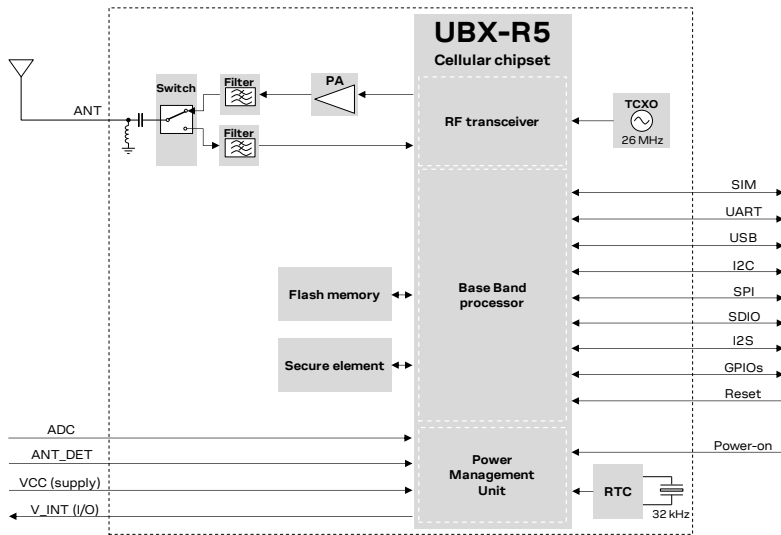 UBX-R5
Cellular chipset
Switch
Filter
PA
ANT
RF transceiver
TCXO
26 MHz
Filter
SIM
UART
USB
I2C
SPI
SDIO
I2S
GPIOs
Reset
Flash memory
Base Band
processor
Secure element
ADC
ANT_DET
VCC (supply)
V_INT (I/O)
Power
Management
Unit
Power-on
RTC
32 kHz